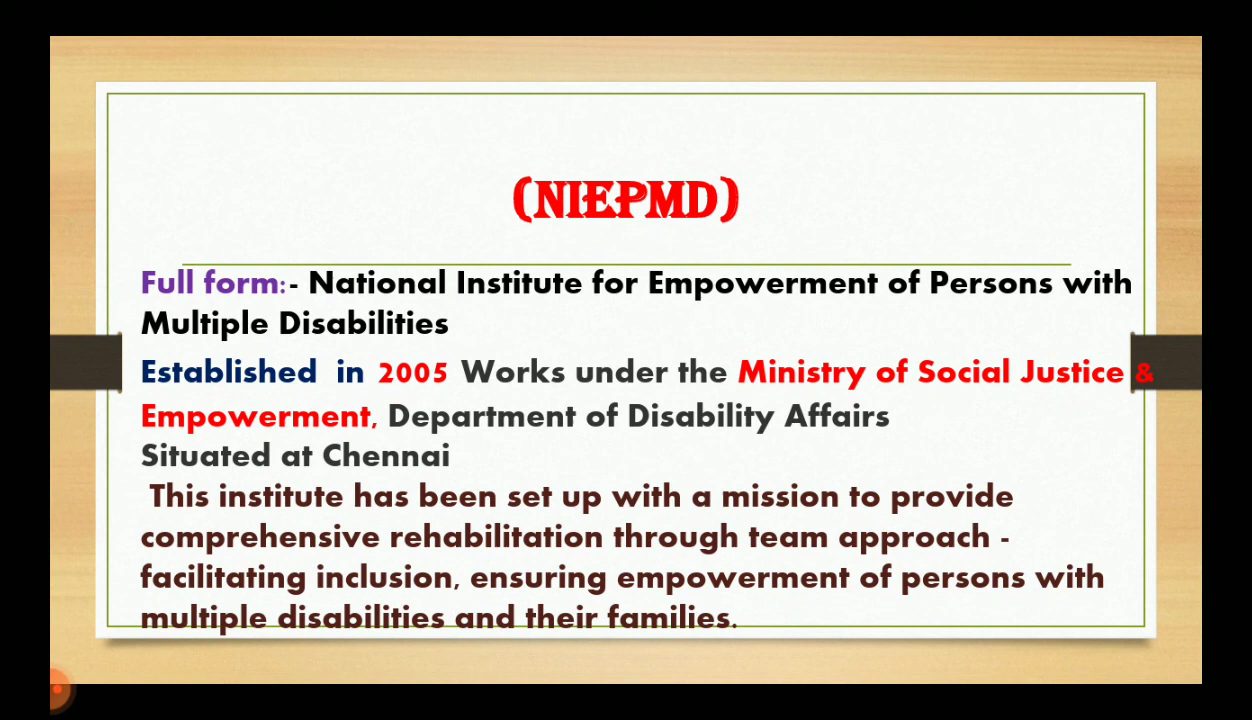 (NIEPMD)
Full form:- National Institute for Empowerment of Persons with
Multiple Disabilities
Established in 2005 Works under the Ministry of Social Justice &
Empowerment, Department of Disability Affairs
Situated at Chennai
This institute has been set up with a mission to provide
comprehensive rehabilitation through team approach -
facilitating inclusion, ensuring empowerment of persons with
multiple disabilities and their families.